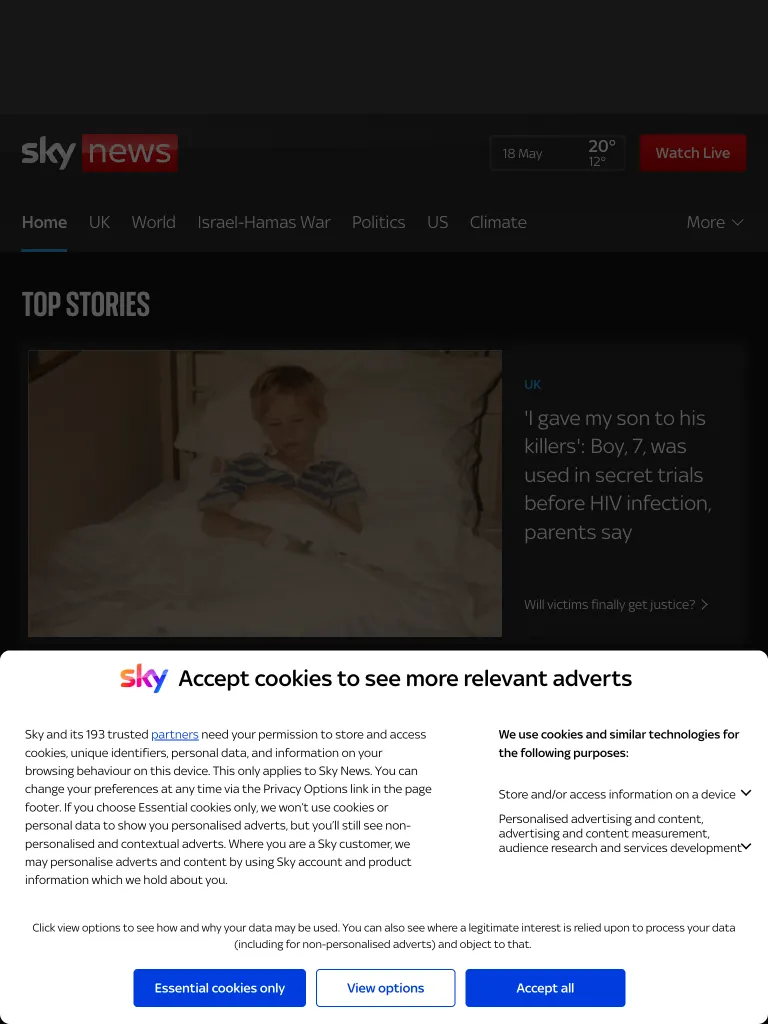 sky news
18 May
20°
12°
Watch Live
Home UK World Israel-Hamas War Politics US Climate More
TOP STORIES
UK
'I gave my son to his
killers': Boy, 7, was
used in secret trials
before HIV infection,
parents say
Will victims finally get justice?
sky Accept cookies to see more relevant adverts
Sky and its 193 trusted partners need your permission to store and access
cookies, unique identifiers, personal data, and information on your
browsing behaviour on this device. This only applies to Sky News. You can
change your preferences at any time via the Privacy Options link in the page
footer. If you choose Essential cookies only, we won't use cookies or
personal data to show you personalised adverts, but you'll still see non-
personalised and contextual adverts. Where you are a Sky customer, we
may personalise adverts and content by using Sky account and product
information which we hold about you.
We use cookies and similar technologies for
the following purposes:
Store and/or access information on a device
Personalised advertising and content,
advertising and content measurement,
audience research and services development
Click view options to see how and why your data may be used. You can also see where a legitimate interest is relied upon to process your data
(including for non-personalised adverts) and object to that.
Essential cookies only
View options
Accept all